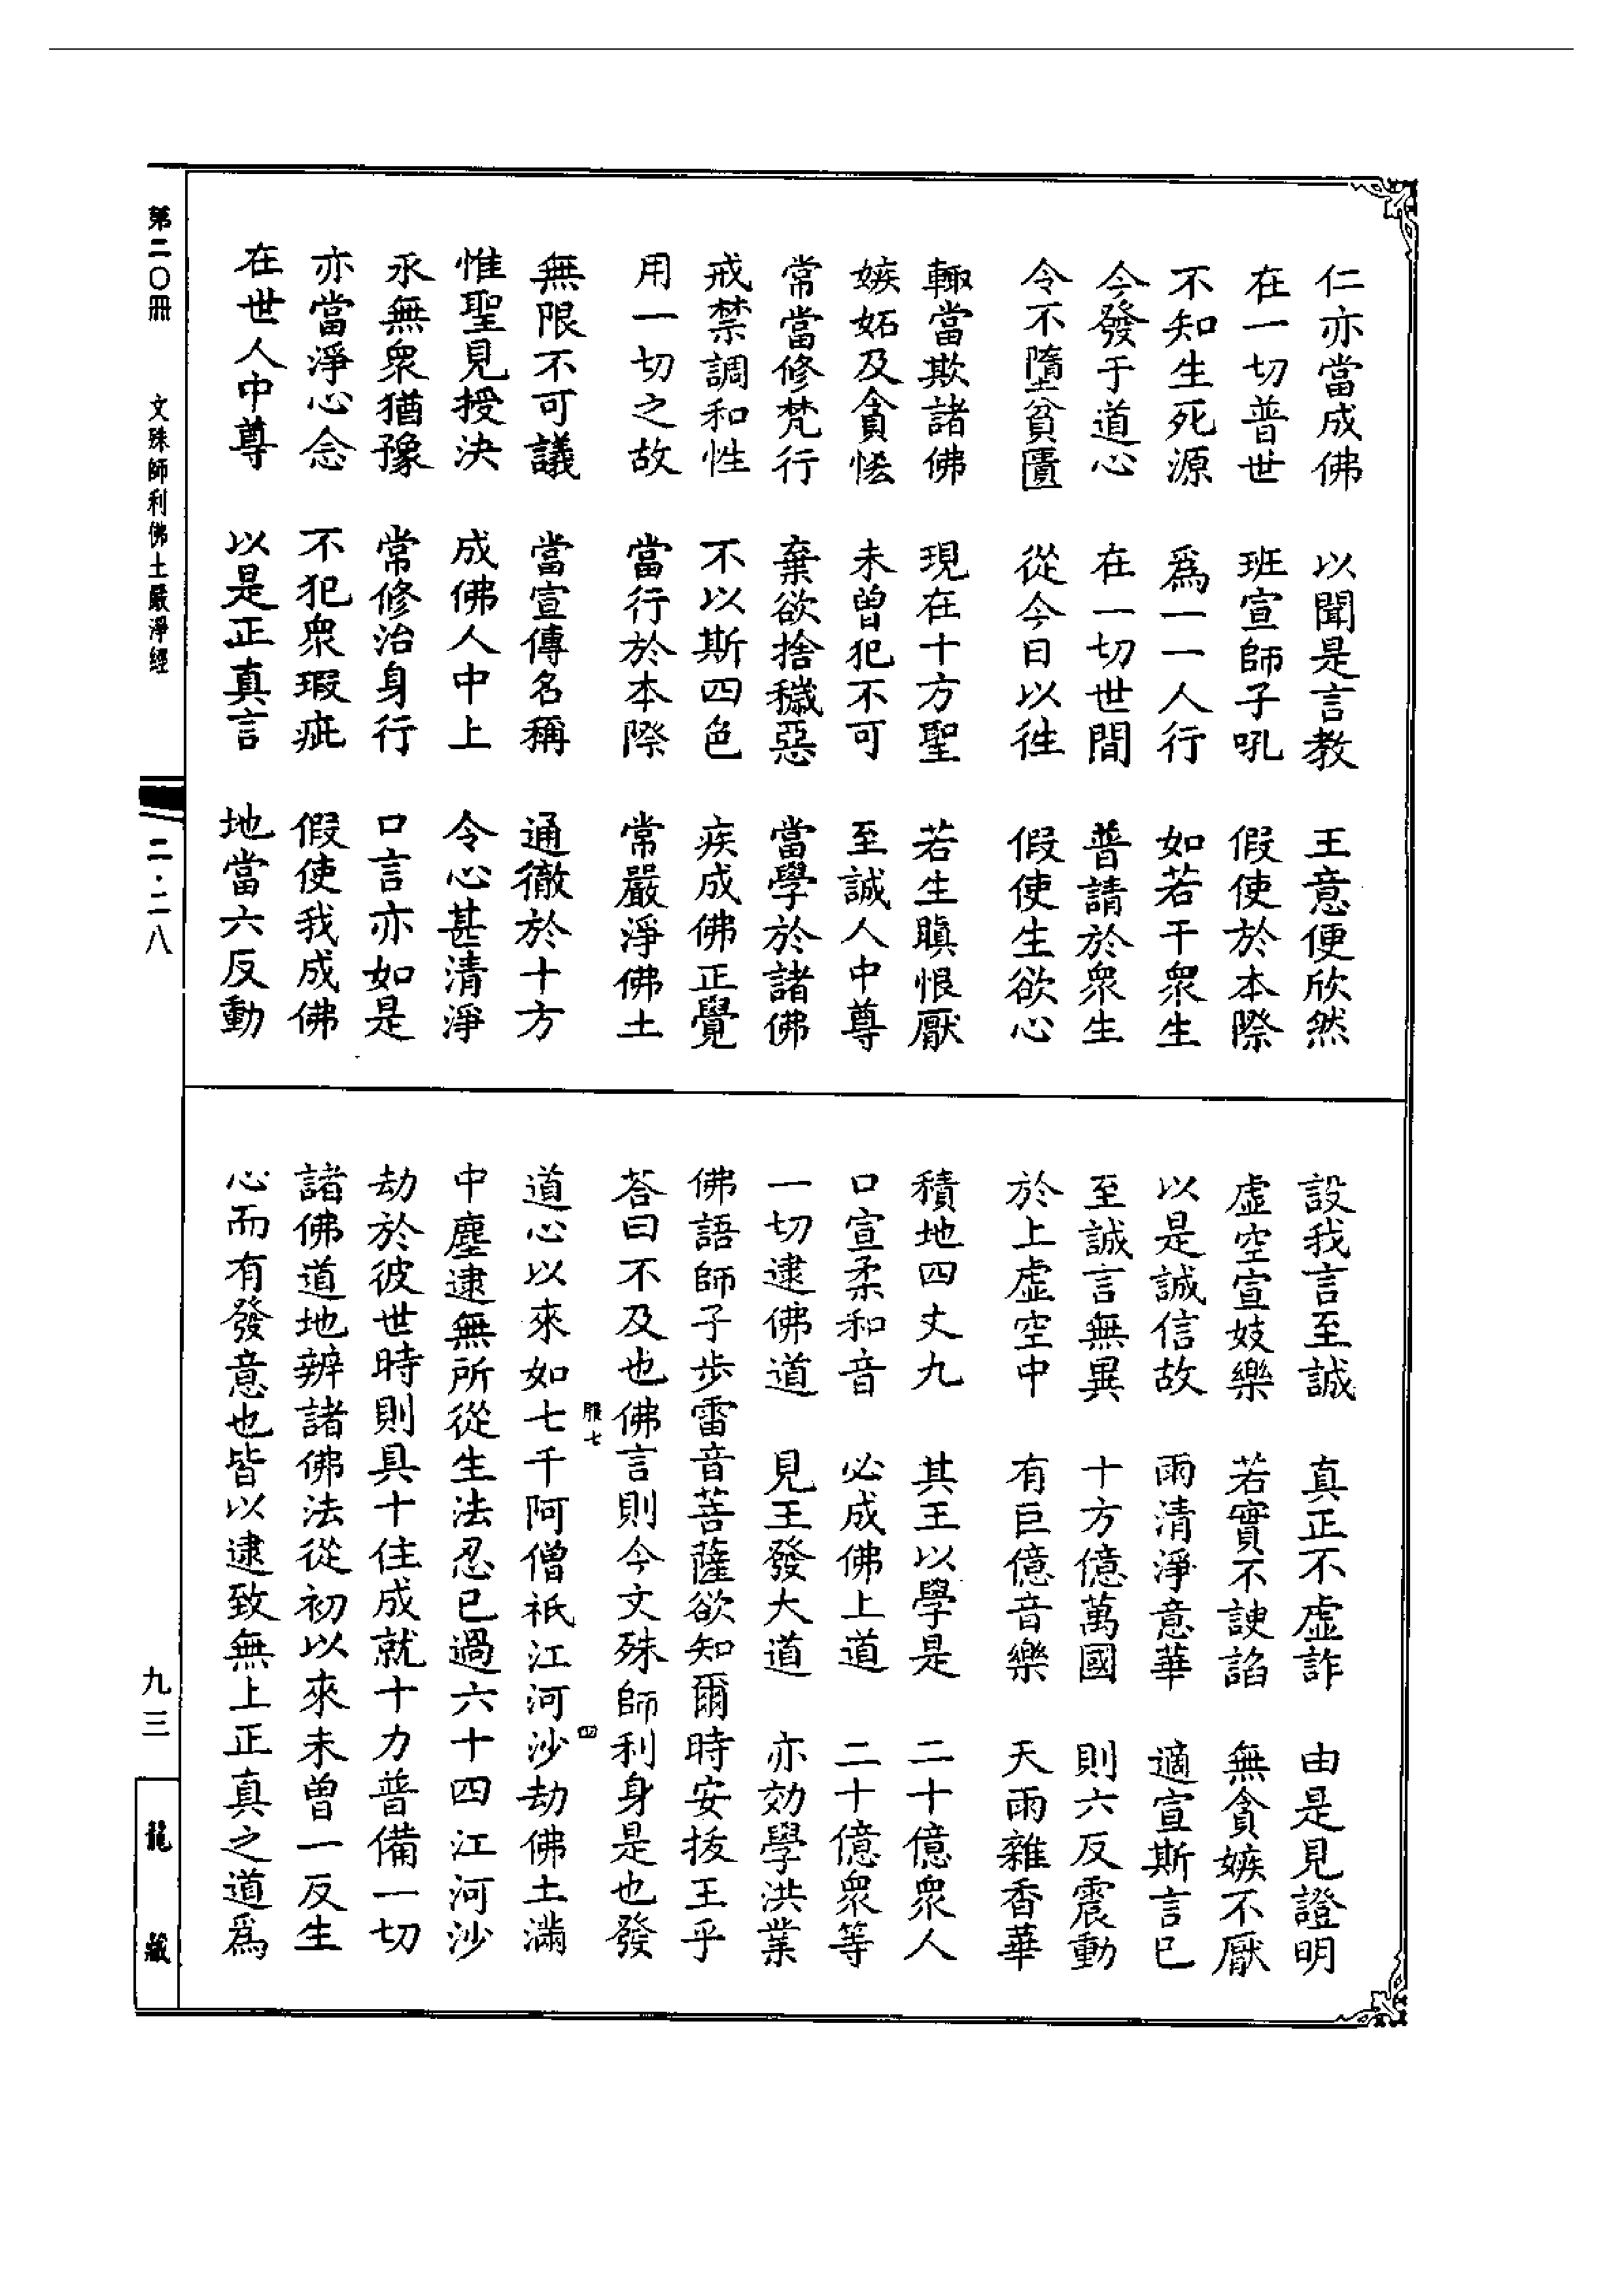 仁亦當成佛　以聞是言教　王意便欣然
在一切普世　班宣師子吼　假使於本際
不知生死源　爲一一人行　如若干衆生
今發于道心　在一切世間　普請於衆生
令不墮貧匱　從今日以徃　假使生欲心
輙當欺諸佛　現在十方聖　若生瞋恨厭
嫉妬及貪恡　未曾犯不可　至誠人中尊
常當修梵行　棄欲捨穢惡　當學於諸佛
戒禁調和性　不以斯四色　疾成佛正覺
用一切之故　當行於本際　常嚴淨佛土
無限不可議　當宣傳名稱　通徹於十方
惟聖見授決　成佛人中上　令心甚清淨
永無衆猶豫　常修治身行　口言亦如是
亦當淨心念　不犯衆瑕疵　假使我成佛
在世人中尊　以是正真言　地當六反動
設我言至誠　真正不虛詐　由是見證明
虛空宣妓樂　若實不諛諂　無貪嫉不厭
以是誠信故　雨清淨意華　適宣斯言已
至誠言無異　十方億萬國　則六反震動
於上虛空中　有巨億音樂　天雨雜香華
積地四丈九　其王以學是　二十億衆人
口宣柔和音　必成佛上道　二十億衆等
一切逮佛道　見王發大道　亦効學洪業
佛語師子步雷音菩薩欲知爾時安拔王乎
荅曰不及也佛言則今文殊師利身是也發
服七　四
道心以來如七千阿僧祇江河沙劫佛土滿
中塵逮無所從生法忍已過六十四江河沙
劫於彼世時則具十住成就十力普備一切
諸佛道地辨諸佛法從初以來未曾一反生
心而有發意也皆以逮致無上正真之道爲
第二〇冊　文殊師利佛土嚴淨經　二·二八　九三　龍藏